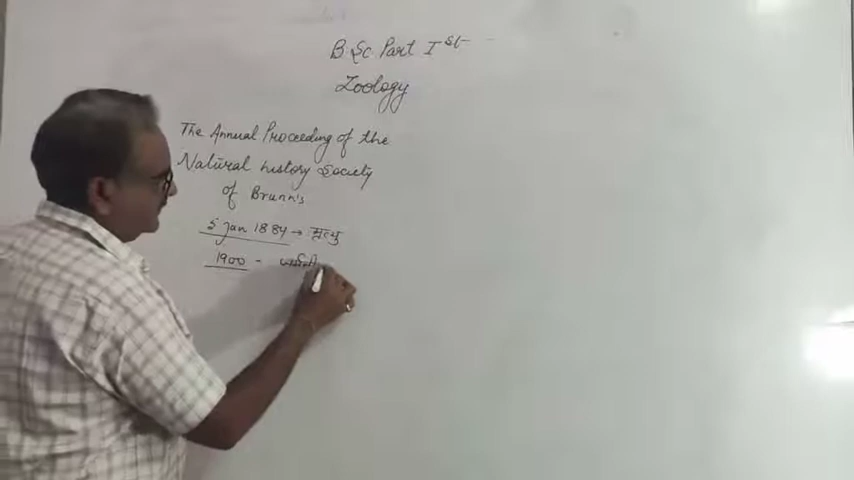 B.Sc Part Ist
Zoology
The Annual Proceeding of the
Natural history Society
of Brunn's
5 Jan 1884 → मृत्यु
1900 -